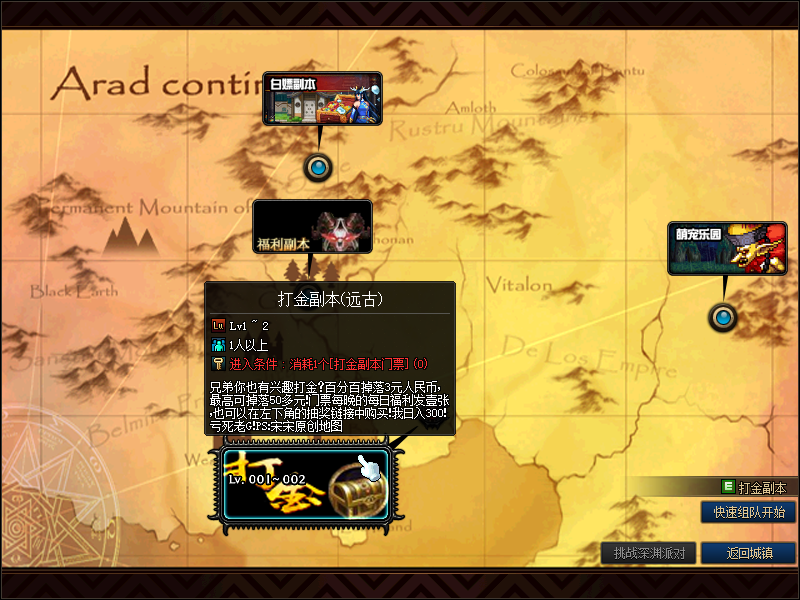 Arad contin
白嫖副本
Amloth
Rustru Mountains
福利副本
Permanent Mountain of
萌宠乐园
Black Earth
Vitalon
打金副本(远古)
Lv1 ~ 2
1人以上
进入条件：消耗1个[打金副本门票] (0)
兄弟你也有兴趣打金?百分百掉落3元人民币,
最高可掉落50多元!门票每晚的每日福利发壹张
,也可以在左下角的抽奖链接中购买!我日入300!
亏死老G!PS:宋宋原创地图
De Los Empire
打金
Lv. 001~002
E 打金副本
快速组队开始
挑战深渊派对
返回城镇